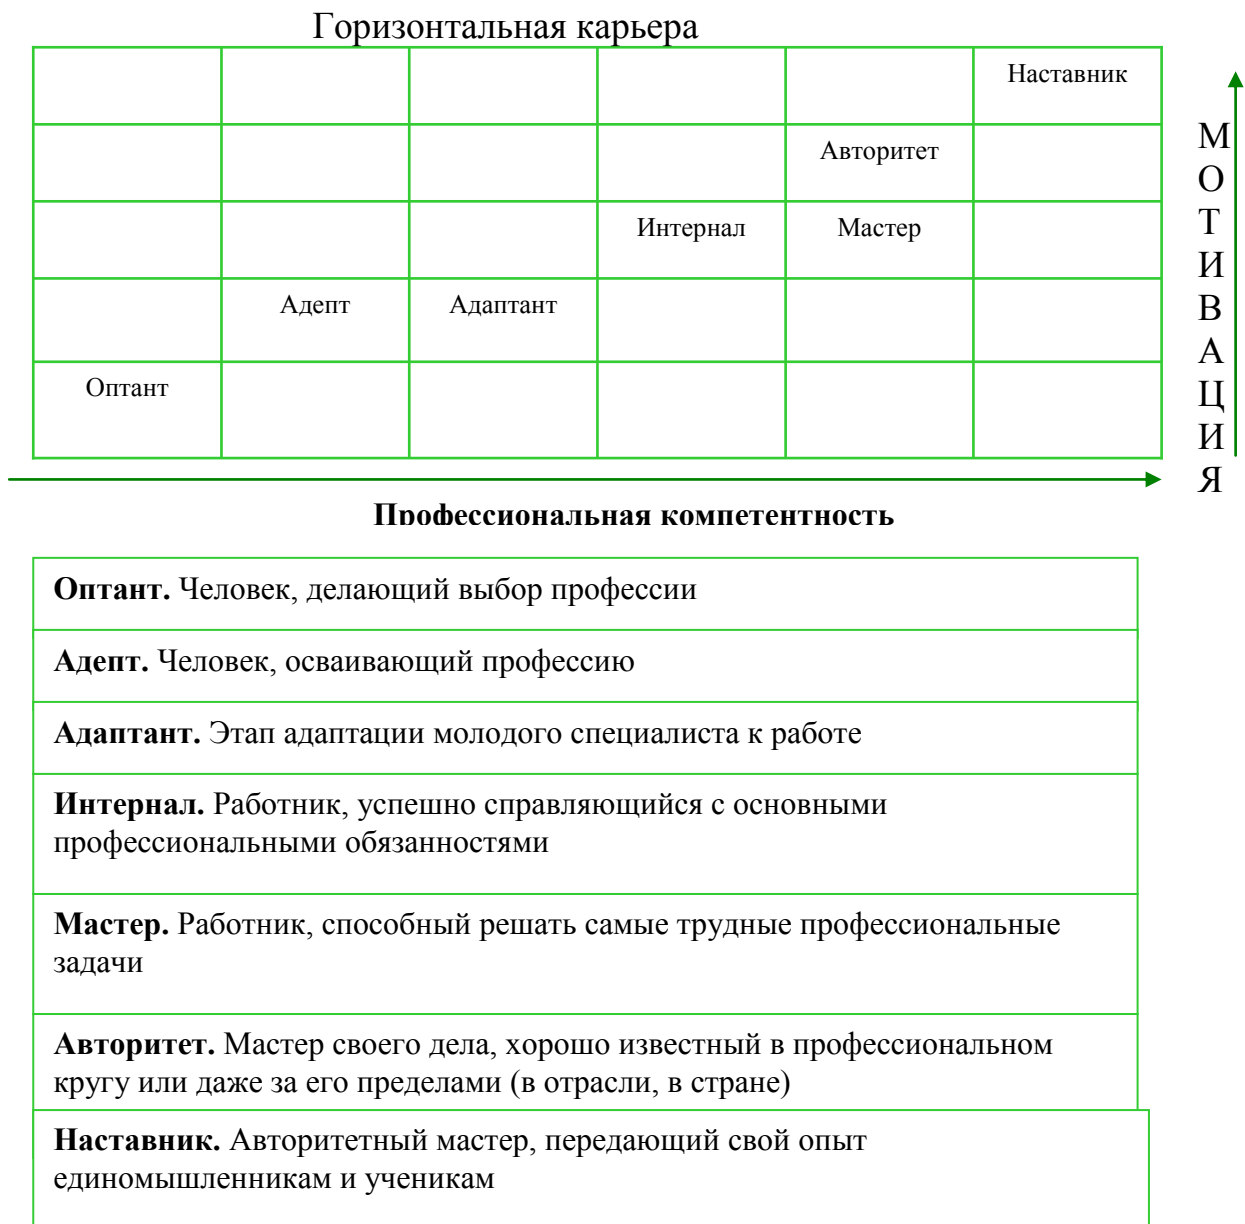 Горизонтальная карьера
Наставник
Авторитет
Интернал Мастер
Адепт Адаптант
Оптант
МОТИВАЦИЯ
Профессиональная компетентность
Оптант. Человек, делающий выбор профессии
Адепт. Человек, осваивающий профессию
Адаптант. Этап адаптации молодого специалиста к работе
Интернал. Работник, успешно справляющийся с основными
профессиональными обязанностями
Мастер. Работник, способный решать самые трудные профессиональные
задачи
Авторитет. Мастер своего дела, хорошо известный в профессиональном
кругу или даже за его пределами (в отрасли, в стране)
Наставник. Авторитетный мастер, передающий свой опыт
единомышленникам и ученикам